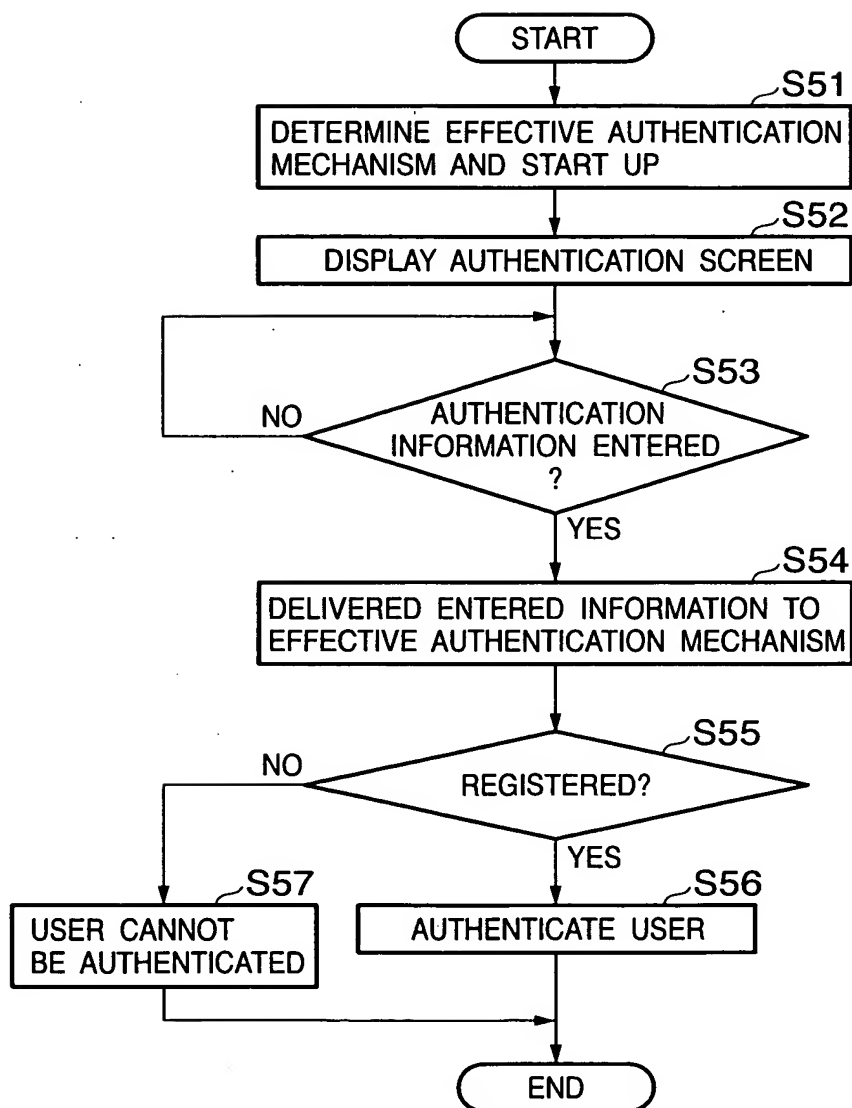 START
S51
DETERMINE EFFECTIVE AUTHENTICATION
MECHANISM AND START UP
S52
DISPLAY AUTHENTICATION SCREEN
S53
NO
AUTHENTICATION
INFORMATION ENTERED
?
YES
S54
DELIVERED ENTERED INFORMATION TO
EFFECTIVE AUTHENTICATION MECHANISM
S55
NO
REGISTERED?
YES
S57
S56
USER CANNOT
BE AUTHENTICATED
AUTHENTICATE USER
END